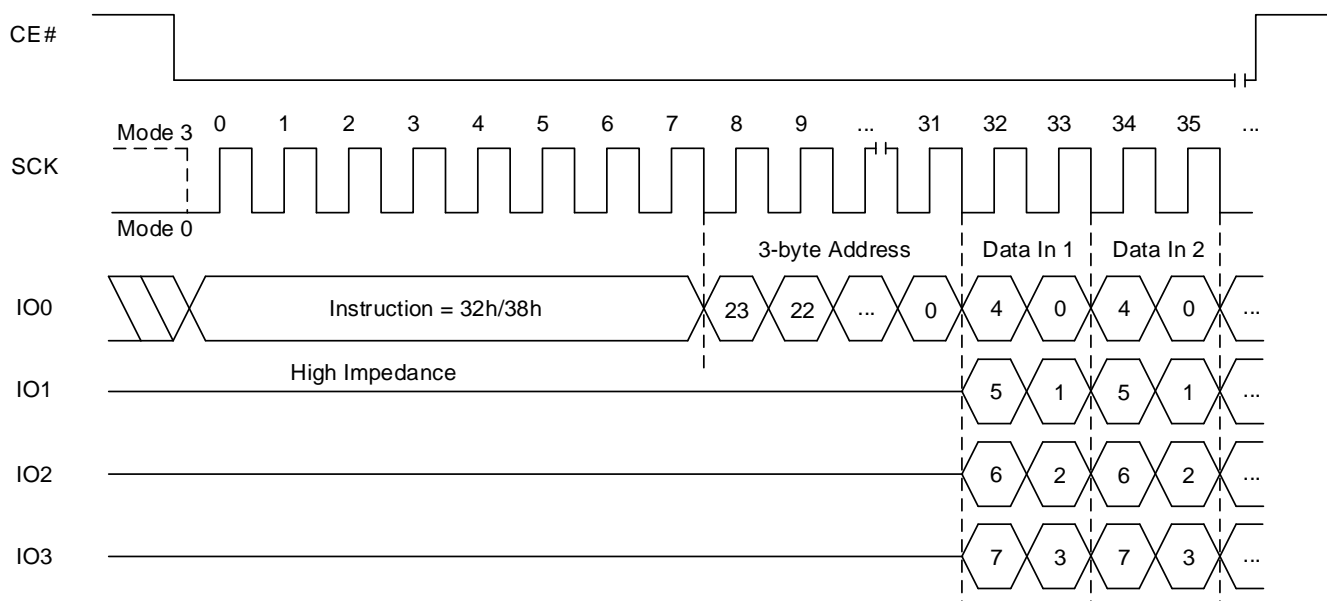 CE#
Mode 3 0 1 2 3 4 5 6 7 8 9 ... 31 32 33 34 35 ...
SCK
Mode 0
3-byte Address Data In 1 Data In 2
IO0 Instruction = 32h/38h 23 22 ... 0 4 0 4 0 ...
High Impedance
IO1 5 1 5 1 ...
IO2 6 2 6 2 ...
IO3 7 3 7 3 ...